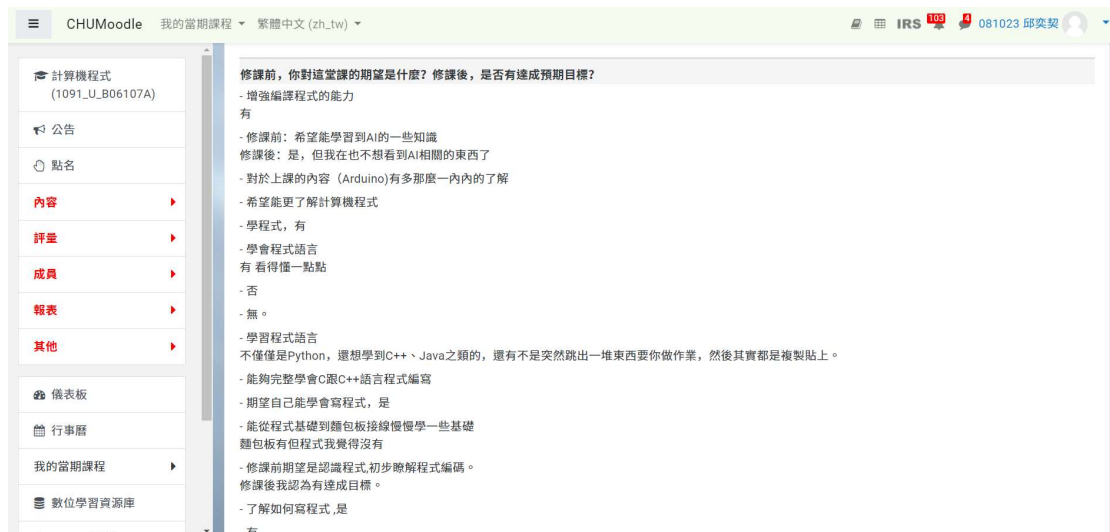 CHUMoodle 我的當期課程 繁體中文 (zh_tw) IRS 103 4 081023 邱奕契
計算機程式
(1091_U_B06107A)
公告
點名
內容
評量
成員
報表
其他
儀表板
行事曆
我的當期課程
數位學習資源庫
修課前，你對這堂課的期望是什麼？修課後，是否有達成預期目標？
- 增強編譯程式的能力
有
- 修課前：希望能學習到AI的一些知識
修課後：是，但我在也不想看到AI相關的東西了
- 對於上課的內容（Arduino)有多那麼一內內的了解
- 希望能更了解計算機程式
- 學程式，有
- 學會程式語言
有 看得懂一點點
- 否
- 無。
- 學習程式語言
不僅僅是Python，還想學到C++、Java之類的，還有不是突然跳出一堆東西要你做作業，然後其實都是複製貼上。
- 能夠完整學會C跟C++語言程式編寫
- 期望自己能學會寫程式，是
- 能從程式基礎到麵包板接線慢慢學一些基礎
麵包板有但程式我覺得沒有
- 修課前期望是認識程式,初步瞭解程式編碼。
修課後我認為有達成目標。
- 了解如何寫程式 ,是